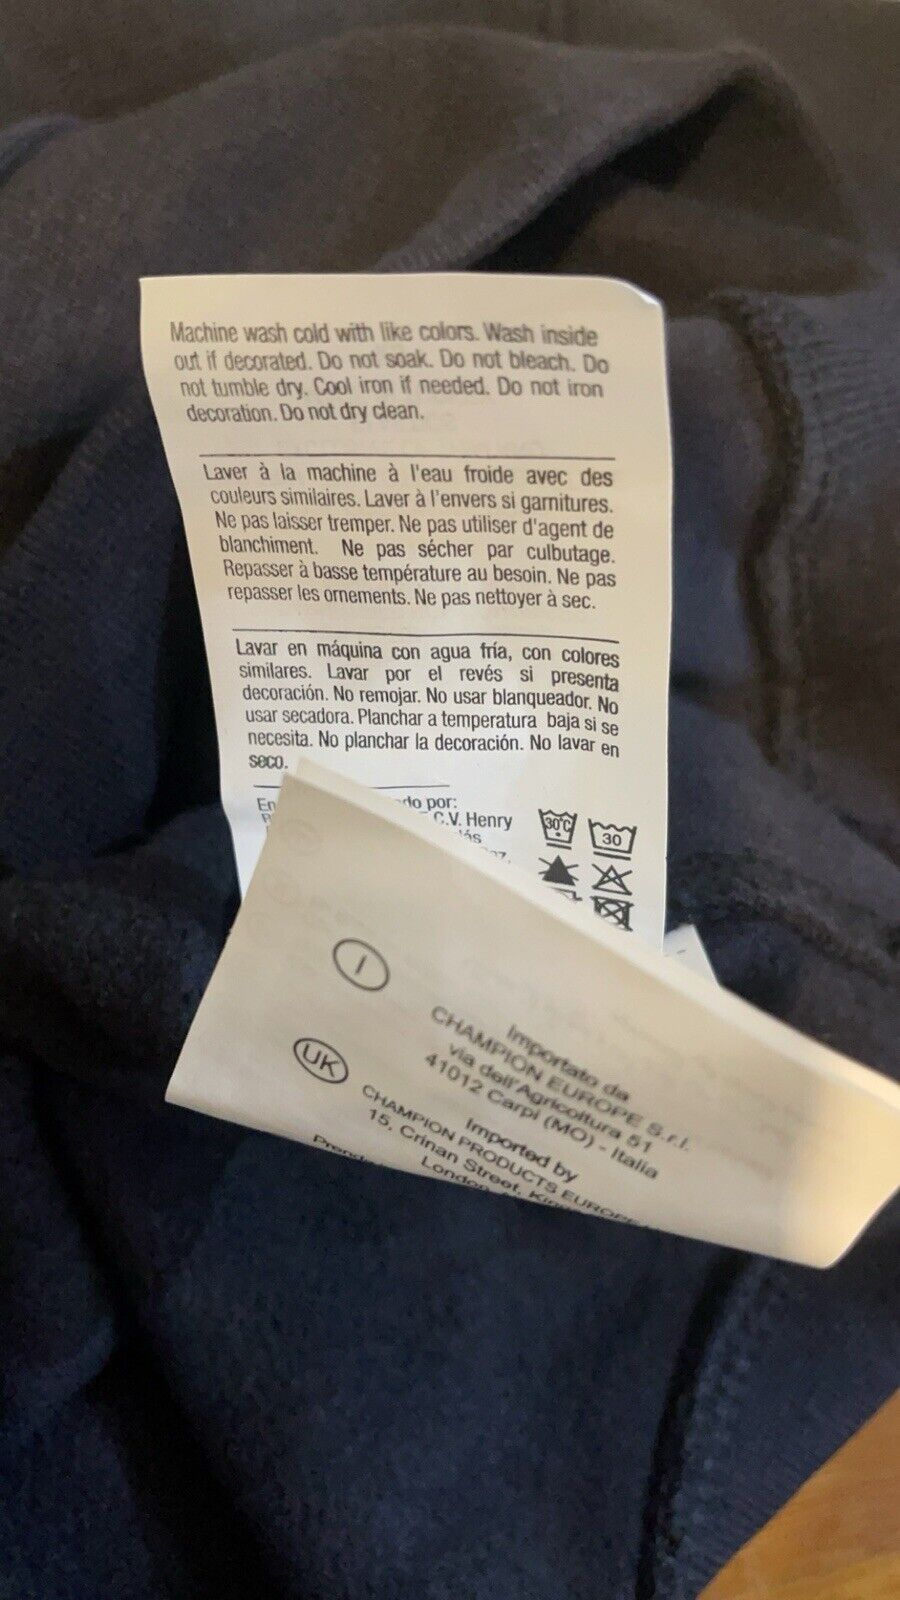 Machine wash cold with like colors. Wash inside
out if decorated. Do not soak. Do not bleach. Do
not tumble dry. Cool iron if needed. Do not iron
decoration. Do not dry clean.
Laver à la machine à l'eau froide avec des
couleurs similaires. Laver à l'envers si garnitures.
Ne pas laisser tremper. Ne pas utiliser d'agent de
blanchiment. Ne pas sécher par culbutage.
Repasser à basse température au besoin. Ne pas
repasser les ornements. Ne pas nettoyer à sec.
Lavar en máquina con agua fría, con colores
similares. Lavar por el revés si presenta
decoración. No remojar. No usar blanqueador. No
usar secadora. Planchar a temperatura baja si se
necesita. No planchar la decoración. No lavar en
seco.
por:
C.V. Henry
30°C
30
I
Importato da
CHAMPION EUROPE S.r.l.
via dell'Agricoltura 51
41012 Carpi (MO) - Italia
UK
Imported by
CHAMPION PRODUCTS EUROPE
15, Crinan Street,
London